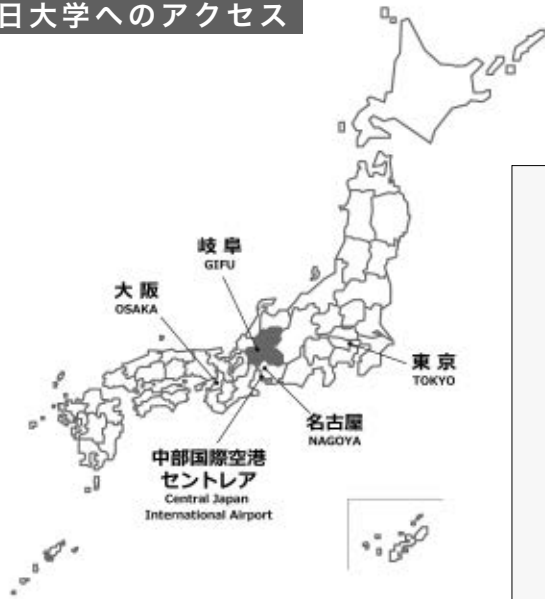 日大学へのアクセス
岐阜
GIFU
大阪
OSAKA
東京
TOKYO
名古屋
NAGOYA
中部国際空港
セントレア
Central Japan
International Airport